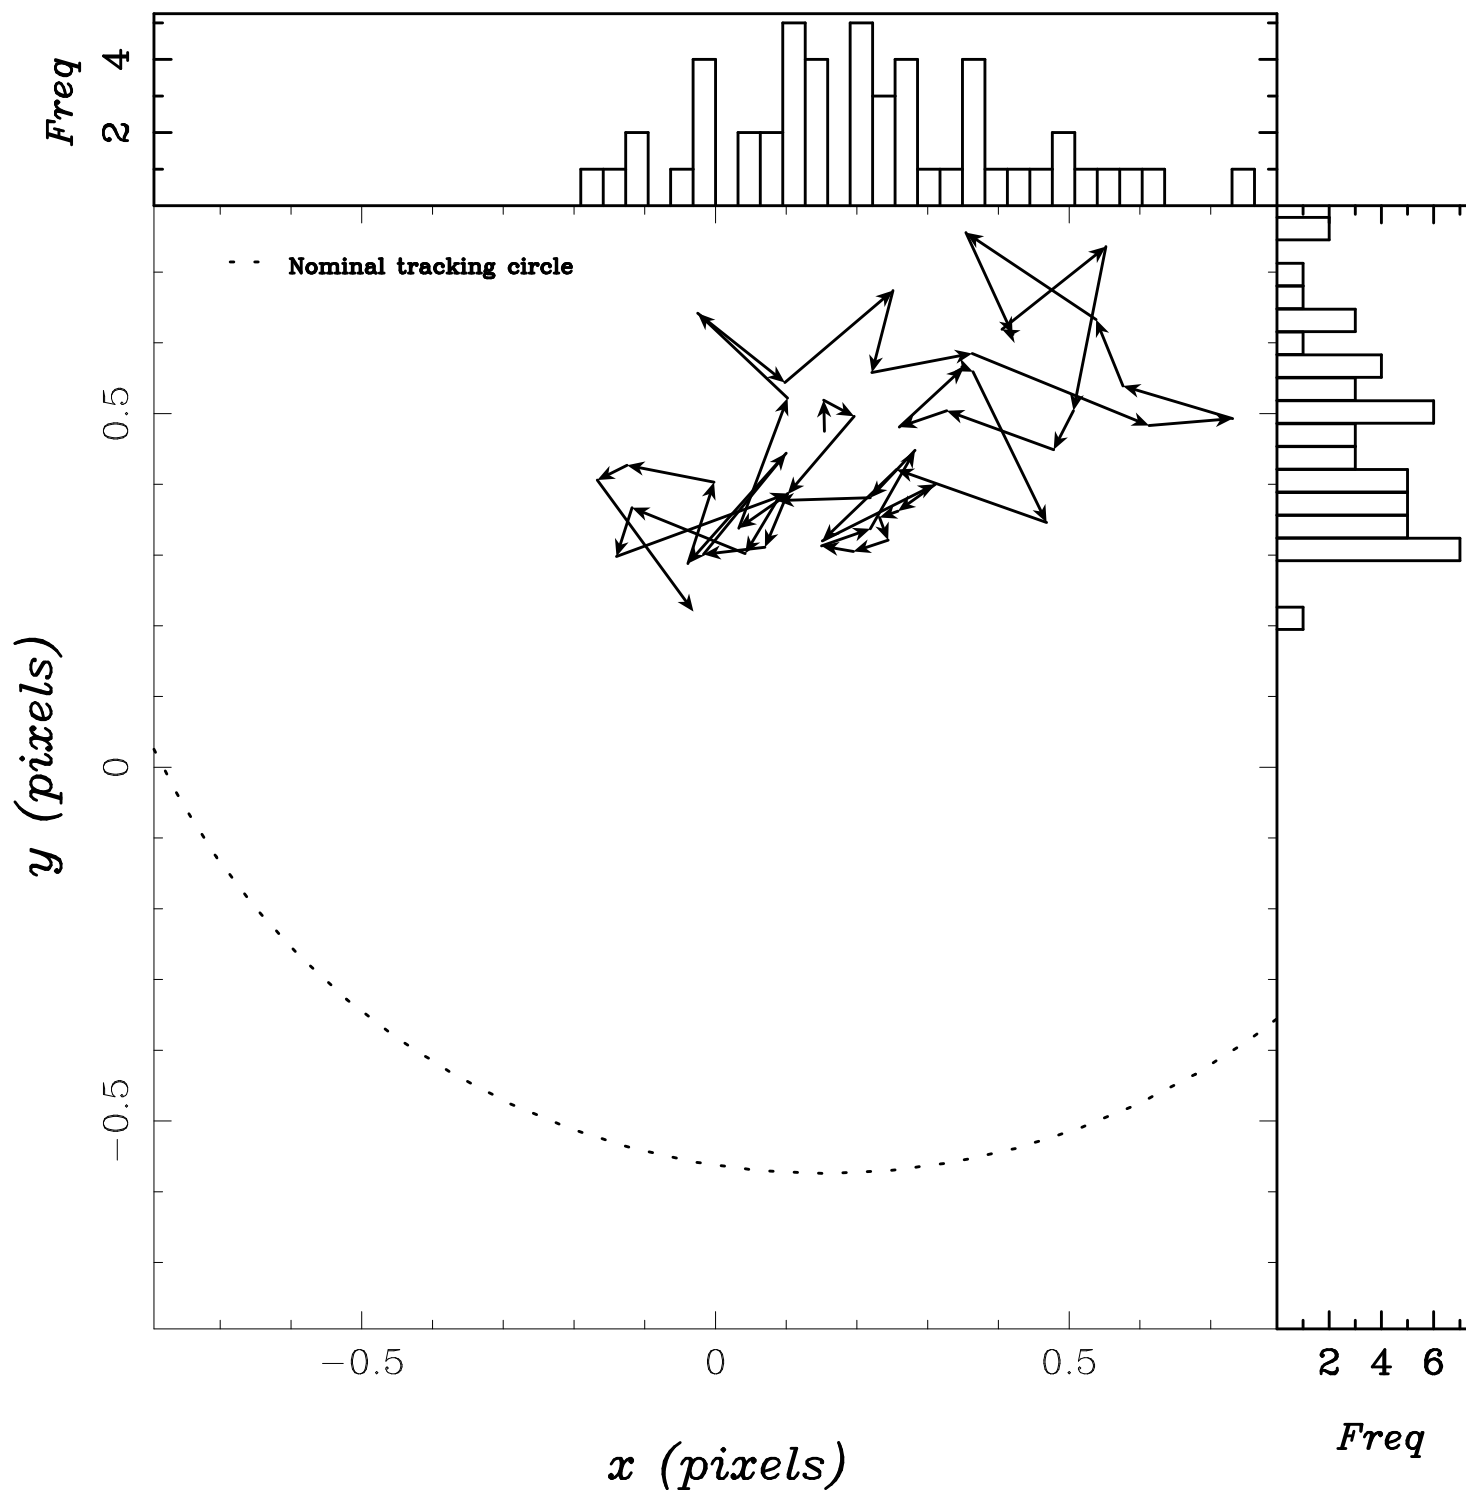 Freq
4
2
Nominal tracking circle
0.5
0
−0.5
y (pixels)
−0.5 0 0.5
x (pixels)
2 4 6
Freq